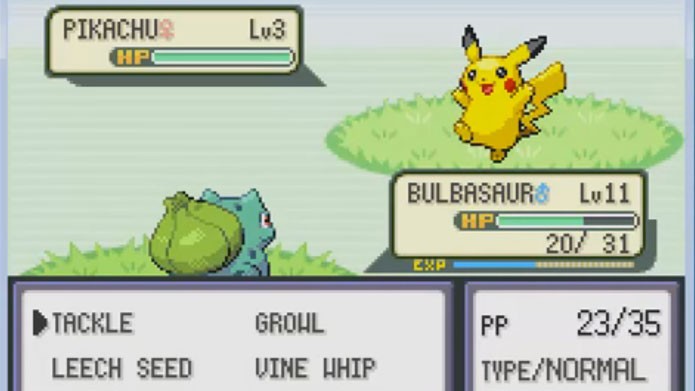 PIKACHU♀ Lv3
HP
BULBASAUR♂ Lv11
HP
20/ 31
EXP
▶TACKLE GROWL
LEECH SEED VINE WHIP
PP 23/35
TYPE/NORMAL